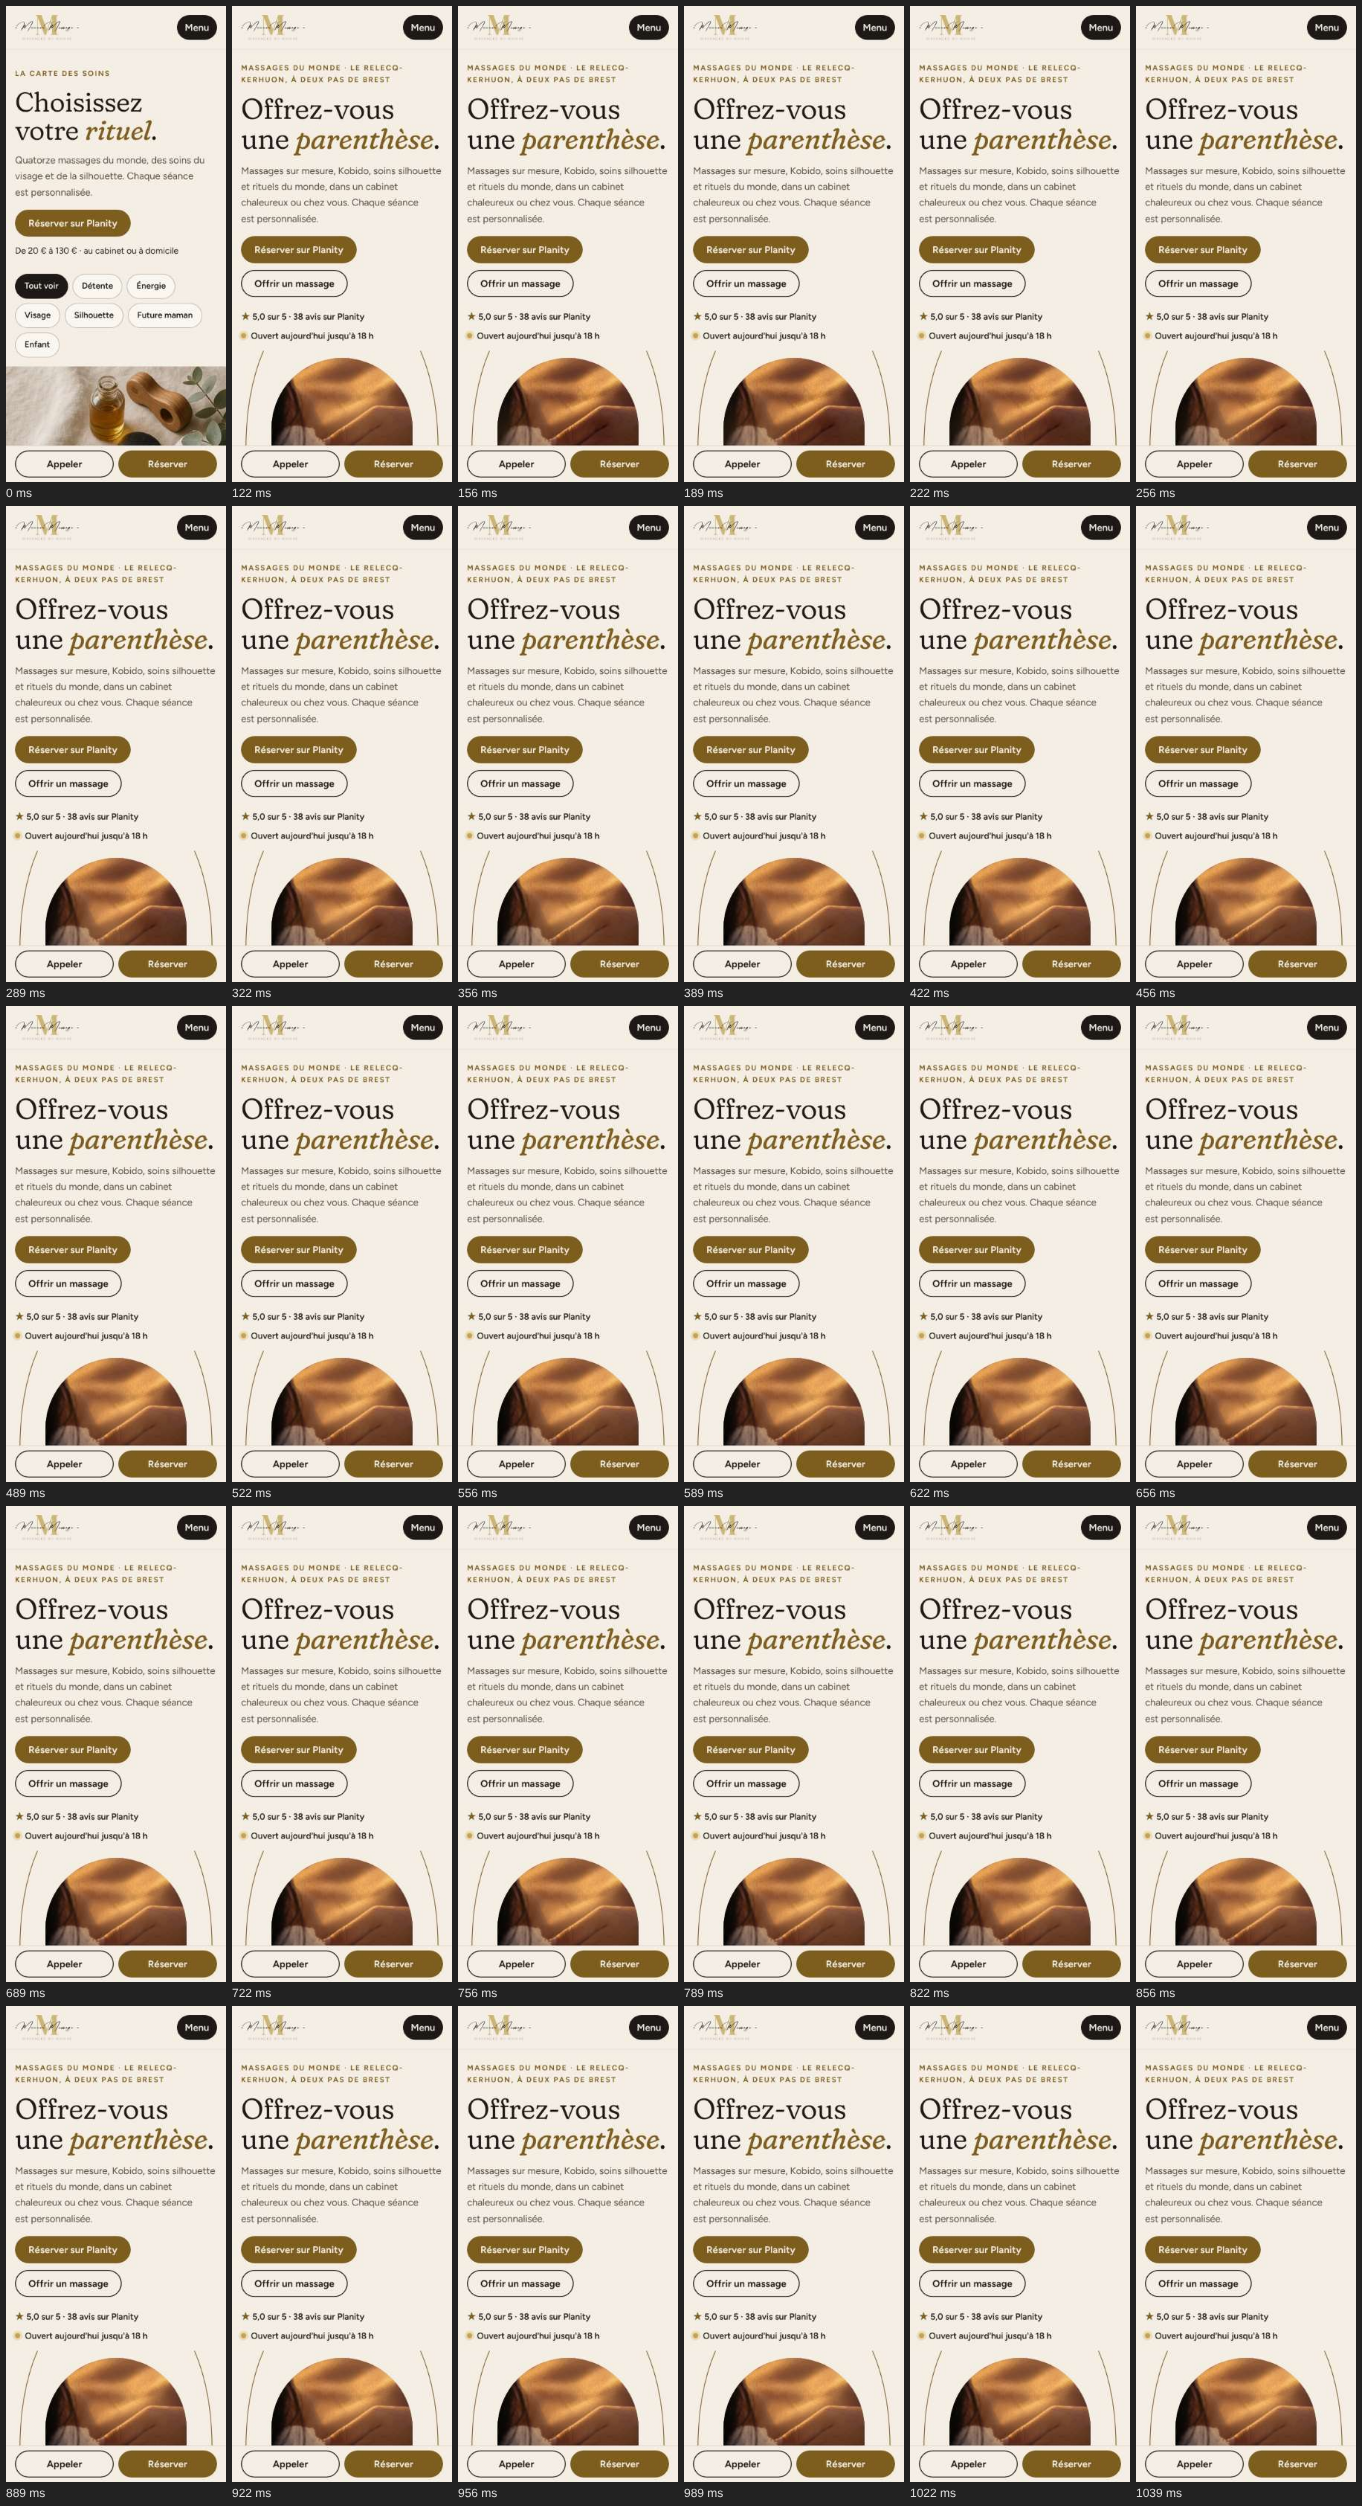 Menu
LA CARTE DES SOINS
Choisissez
votre rituel.
Quatorze massages du monde, des soins du
visage et de la silhouette. Chaque séance
est personnalisée.
Réserver sur Planity
De 20 € à 130 € · au cabinet ou à domicile
Tout voir
Détente
Énergie
Visage
Silhouette
Future maman
Enfant
Appeler
Réserver
0 ms
Menu
MASSAGES DU MONDE · LE RELECQ-
KERHUON, À DEUX PAS DE BREST
Offrez-vous
une parenthèse.
Massages sur mesure, Kobido, soins silhouette
et rituels du monde, dans un cabinet
chaleureux ou chez vous. Chaque séance
est personnalisée.
Réserver sur Planity
Offrir un massage
★ 5,0 sur 5 · 38 avis sur Planity
Ouvert aujourd'hui jusqu'à 18 h
Appeler
Réserver
122 ms
156 ms
189 ms
222 ms
256 ms
289 ms
322 ms
356 ms
389 ms
422 ms
456 ms
489 ms
522 ms
556 ms
589 ms
622 ms
656 ms
689 ms
722 ms
756 ms
789 ms
822 ms
856 ms
889 ms
922 ms
956 ms
989 ms
1022 ms
1039 ms